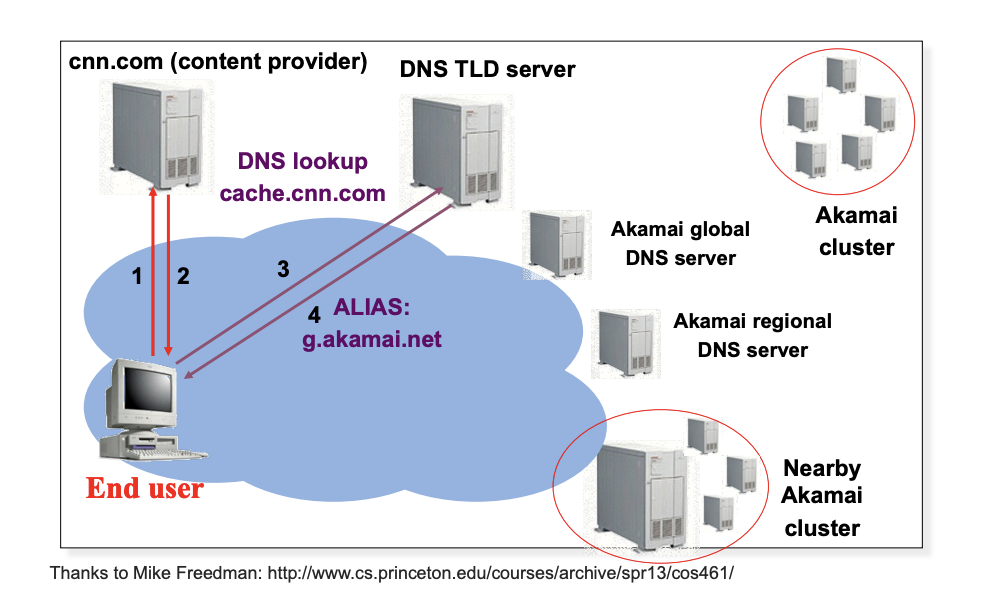 cnn.com (content provider)
DNS TLD server
DNS lookup
cache.cnn.com
Akamai
cluster
Akamai global
DNS server
1
2
3
4
ALIAS:
g.akamai.net
Akamai regional
DNS server
End user
Nearby
Akamai
cluster
Thanks to Mike Freedman: http://www.cs.princeton.edu/courses/archive/spr13/cos461/